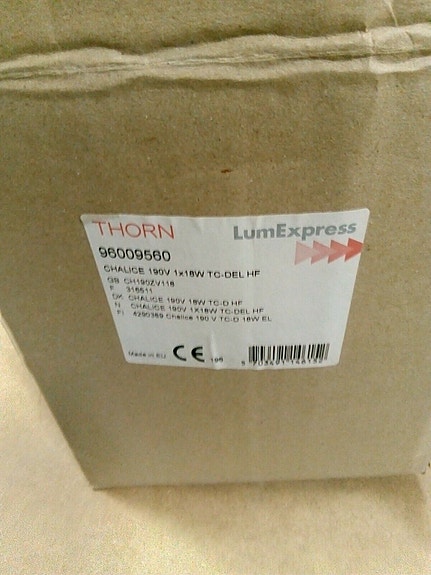 THORN
LumExpress
96009560
CHALICE 190V 1x18W TC-DEL HF
GB CH190ZV118
F 316511
DK CHALICE 190V 18W TC-D HF
N CHALICE 190V 1X18W TC-DEL HF
FI 4290369 Chalice 190 V TC-D 18W EL
Made in EU
CE
196